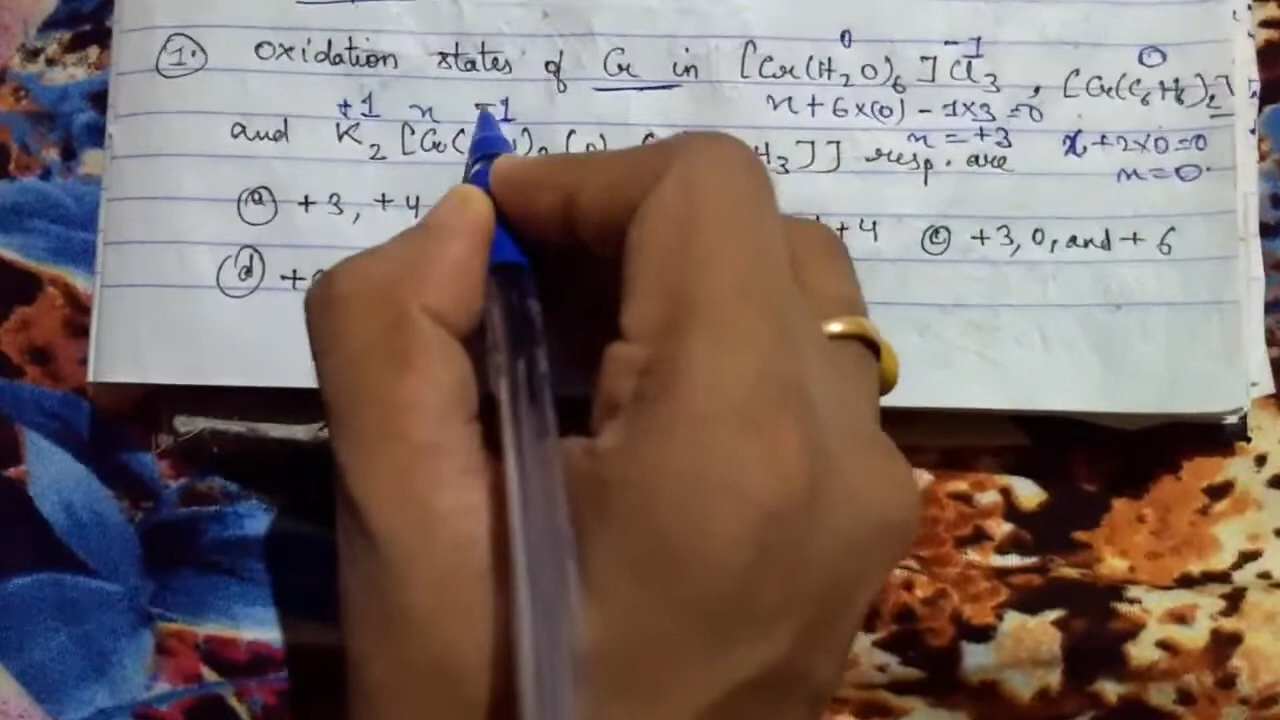 ① Oxidation states of Cr in [Cr(H₂O)₆]Cl₃, [Cr(C₆H₆)₂]
0 -1 0
+1 x -1 x+6×(0)-1×3=0
x=+3 x+2×0=0
x=0
and K₂[Cr( )₂(O) H₃]] resp. are
ⓐ +3, +4 +4 ⓒ +3, 0, and +6
ⓓ +